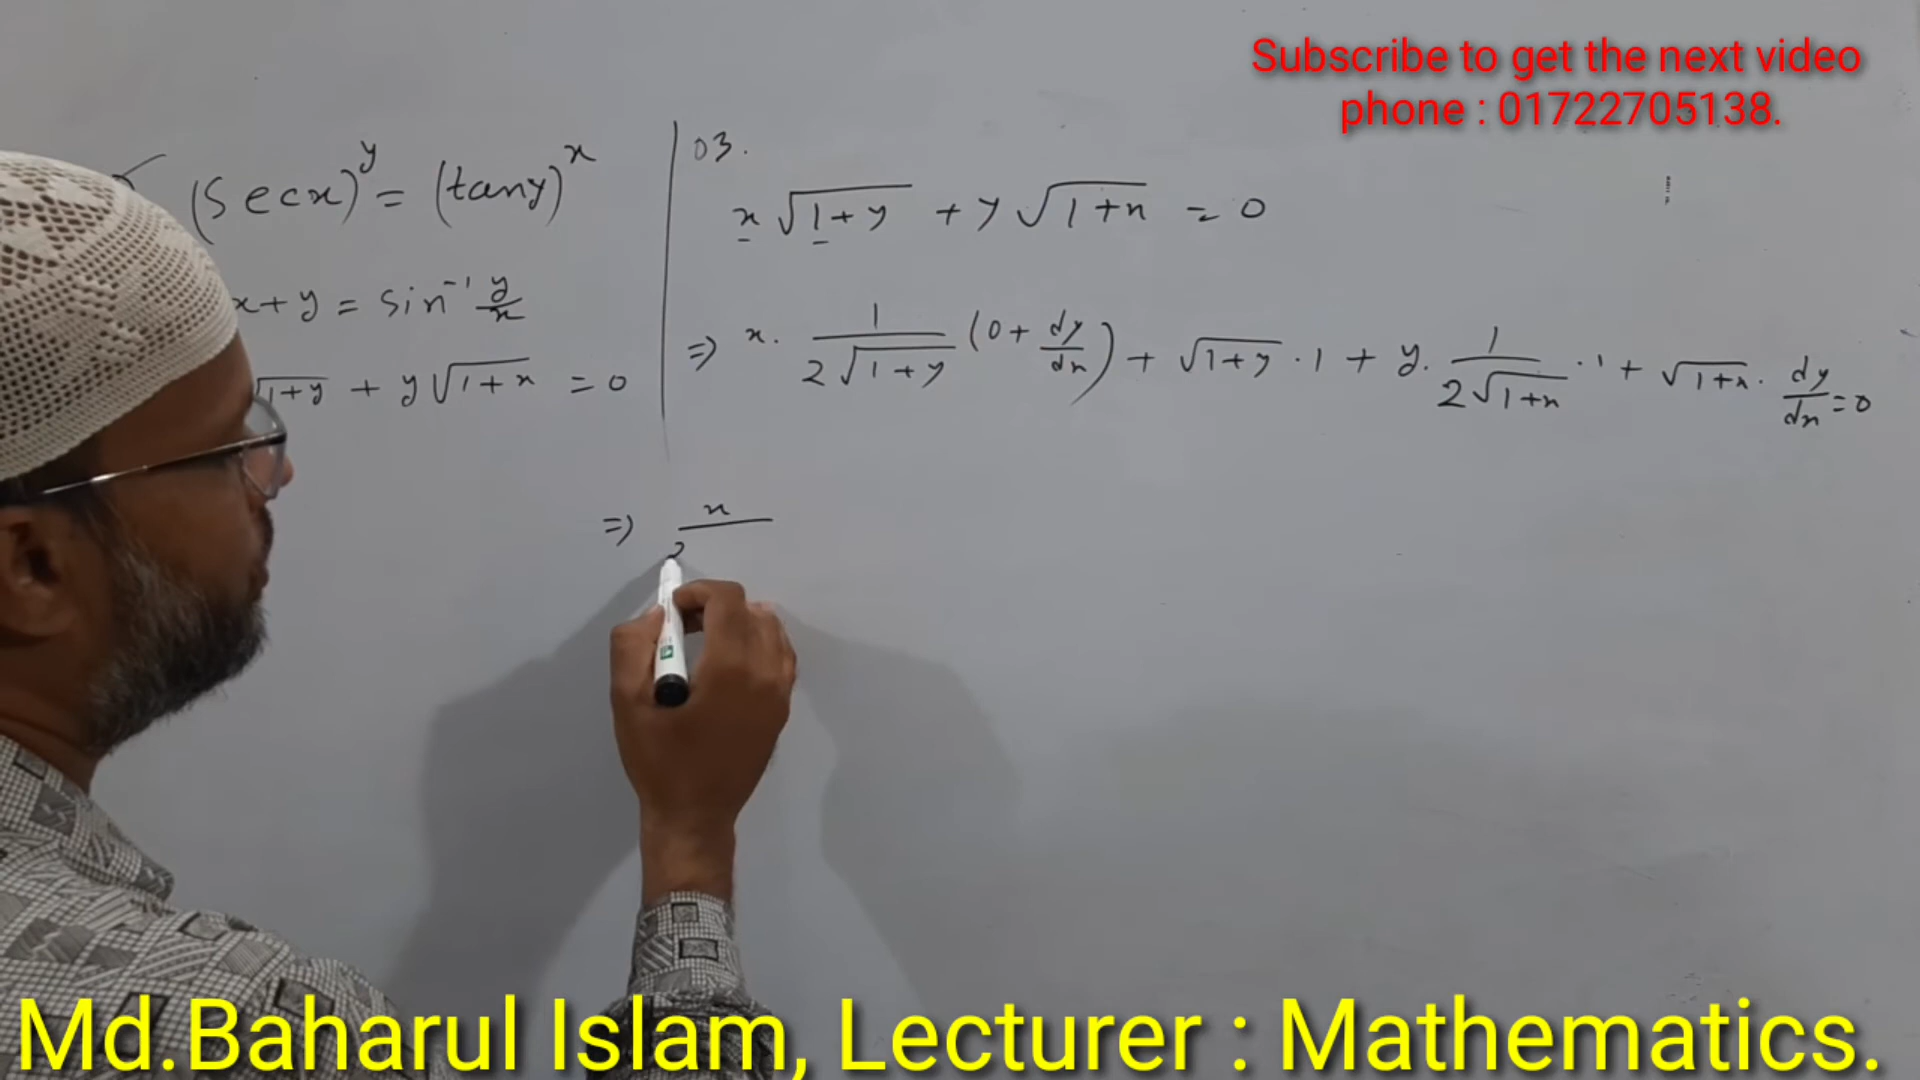 Subscribe to get the next video
phone : 01722705138.
(Secx)^y = (tany)^x
x+y = sin⁻¹ y/x
√1+y + y√1+x = 0
03.
x√1+y + y√1+x = 0
=> x. 1/2√1+y (0 + dy/dx) + √1+y . 1 + y. 1/2√1+x . 1 + √1+x . dy/dx = 0
=> x/2
Md.Baharul Islam, Lecturer : Mathematics.